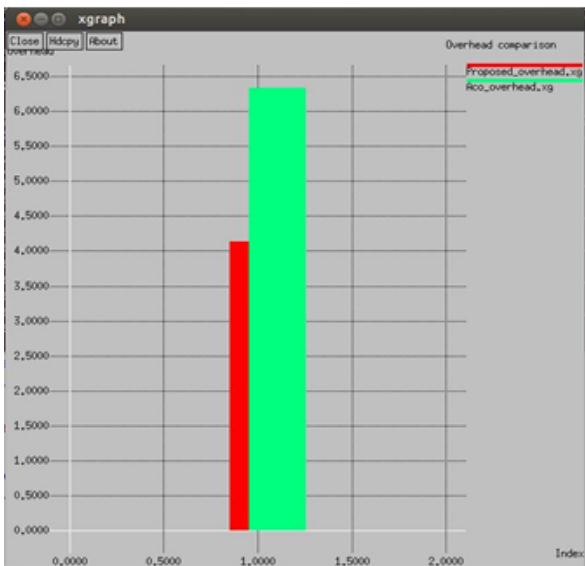 xgraph
Close Hdcpy About
Overhead
Overhead comparison
Proposed_overhead.xg
Aco_overhead.xg
6.5000
6.0000
5.5000
5.0000
4.5000
4.0000
3.5000
3.0000
2.5000
2.0000
1.5000
1.0000
0.5000
0.0000
0.0000 0.5000 1.0000 1.5000 2.0000
Index